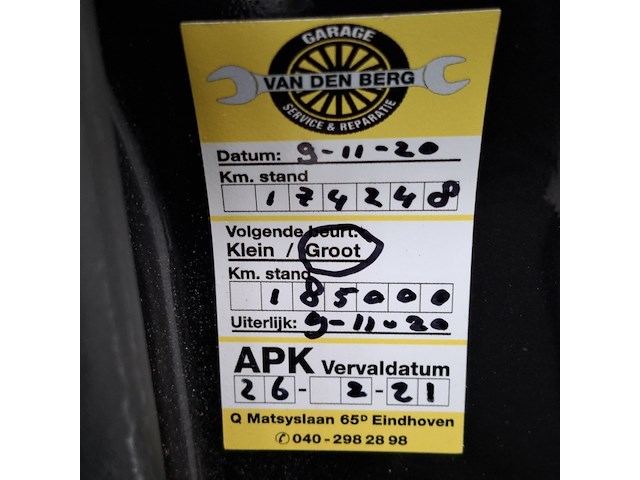 GARAGE
VAN DEN BERG
SERVICE & REPARATIE
Datum: 9-11-20
Km. stand
174248
Volgende beurt:
Klein / Groot
Km. stand
185000
Uiterlijk: 9-11-20
APK Vervaldatum
26-2-21
Q Matsyslaan 65D Eindhoven
✆ 040 - 298 28 98